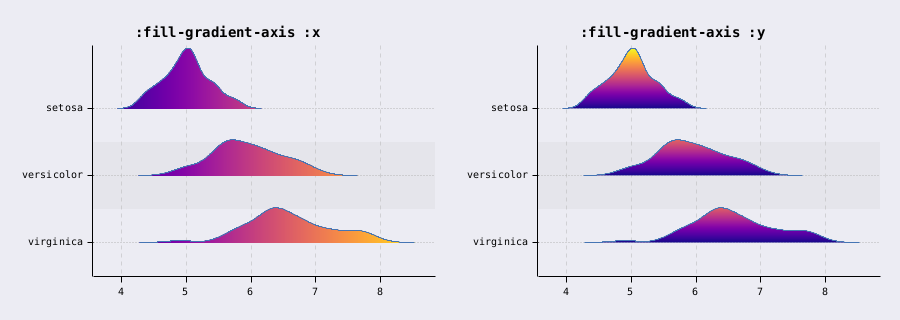 :fill-gradient-axis :x
setosa
versicolor
virginica
4 5 6 7 8
:fill-gradient-axis :y
setosa
versicolor
virginica
4 5 6 7 8